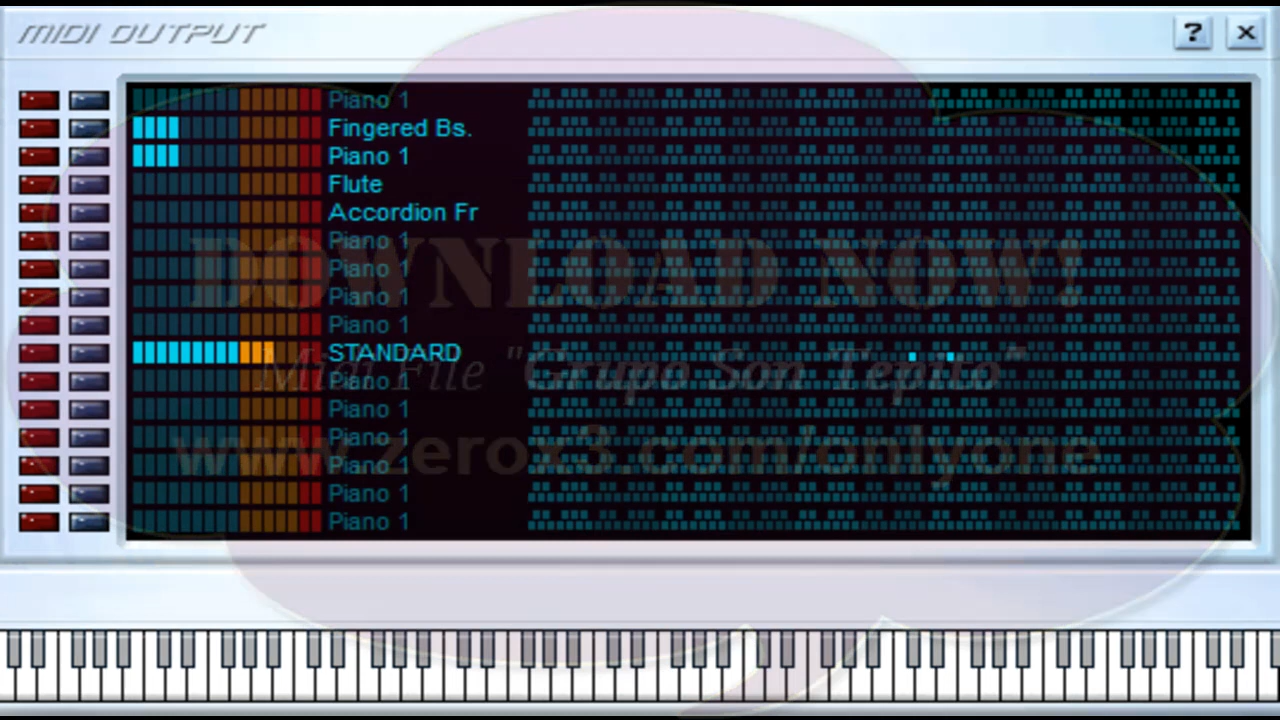 MIDI OUTPUT
? ×
Piano 1
Fingered Bs.
Piano 1
Flute
Accordion Fr
Piano 1
Piano 1
Piano 1
Piano 1
STANDARD
Piano 1
Piano 1
Piano 1
Piano 1
Piano 1
Piano 1
DOWNLOAD NOW!
Midi File "Grupo Son Tepito"
www.zerox3.com/onlyone